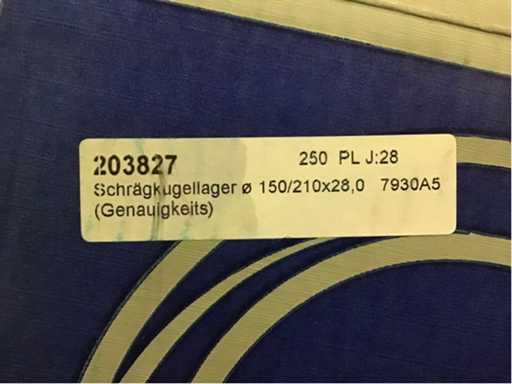 203827 250 PL J:28
Schrägkugellager ø 150/210x28,0 7930A5
(Genauigkeits)